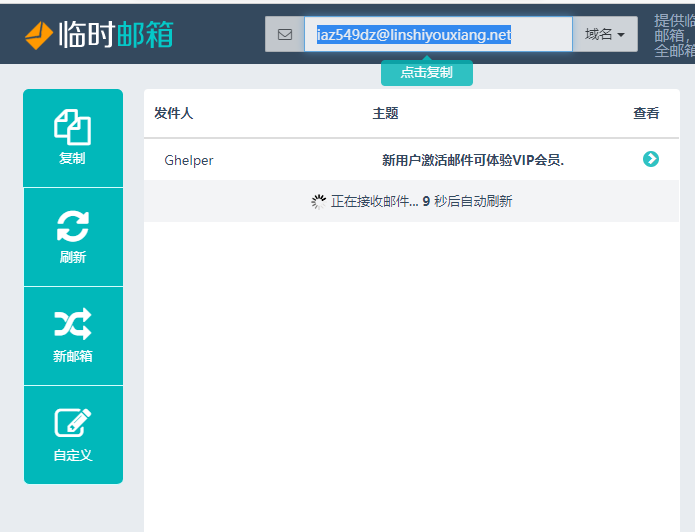 临时邮箱
iaz549dz@linshiyouxiang.net
域名
提供临
邮箱，
全邮箱
点击复制
复制
刷新
新邮箱
自定义
发件人 主题 查看
Ghelper 新用户激活邮件可体验VIP会员.
正在接收邮件... 9 秒后自动刷新